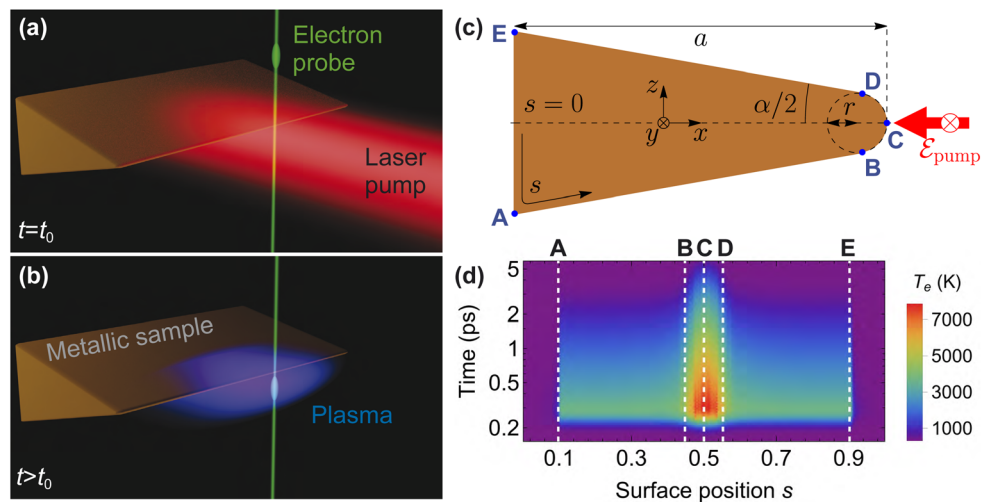 (a)
Electron
probe
Laser
pump
t=t₀
(b)
Metallic sample
Plasma
t>t₀
(c)
E
a
D
s = 0
z
α/2
r
y
x
C
ℰpump
B
s
A
(d)
A
B
C
D
E
Time (ps)
5
2
1
0.5
0.2
0.1
0.3
0.5
0.7
0.9
Surface position s
Tₑ (K)
7000
5000
3000
1000